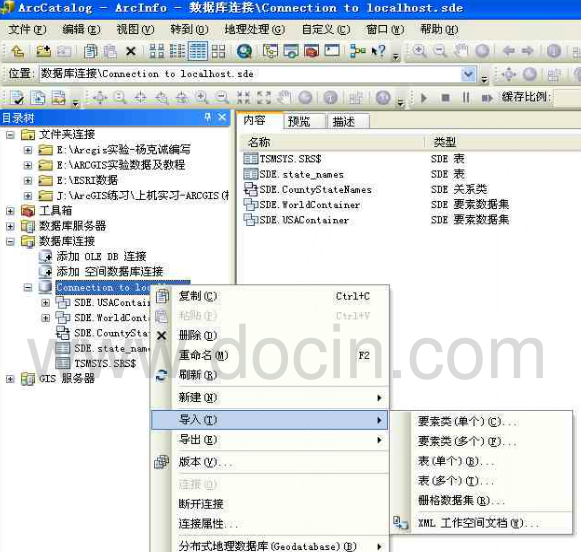 ArcCatalog - ArcInfo - 数据库连接\Connection to localhost.sde
文件(F) 编辑(E) 视图(V) 转到(O) 地理处理(G) 自定义(C) 窗口(W) 帮助(H)
位置: 数据库连接\Connection to localhost.sde
缓存比例:
目录树
文件夹连接
E:\Arcgis实验-杨克诚编写
E:\ARCGIS实验数据及教程
E:\ESRI数据
J:\ArcGIS练习\上机实习-ARCGIS(
工具箱
数据库服务器
数据库连接
添加 OLE DB 连接
添加 空间数据库连接
Connection to loc
SDE.USAContai
SDE.WorldCont
SDE.CountySta
SDE.state_name
TSMSYS.SRS$
GIS 服务器
内容 预览 描述
名称 类型
TSMSYS.SRS$ SDE 表
SDE.state_names SDE 表
SDE.CountyStateNames SDE 关系类
SDE.WorldContainer SDE 要素数据集
SDE.USAContainer SDE 要素数据集
复制(C) Ctrl+C
粘贴(P) Ctrl+V
删除(D)
重命名(M) F2
刷新(R)
新建(N)
导入(I)
导出(E)
版本(V)...
连接(O)
断开连接
连接属性...
分布式地理数据库(Geodatabase)(B)
要素类(单个)(C)...
要素类(多个)(F)...
表(单个)(B)...
表(多个)(T)...
栅格数据集(R)...
XML 工作空间文档(W)...
www.docin.com